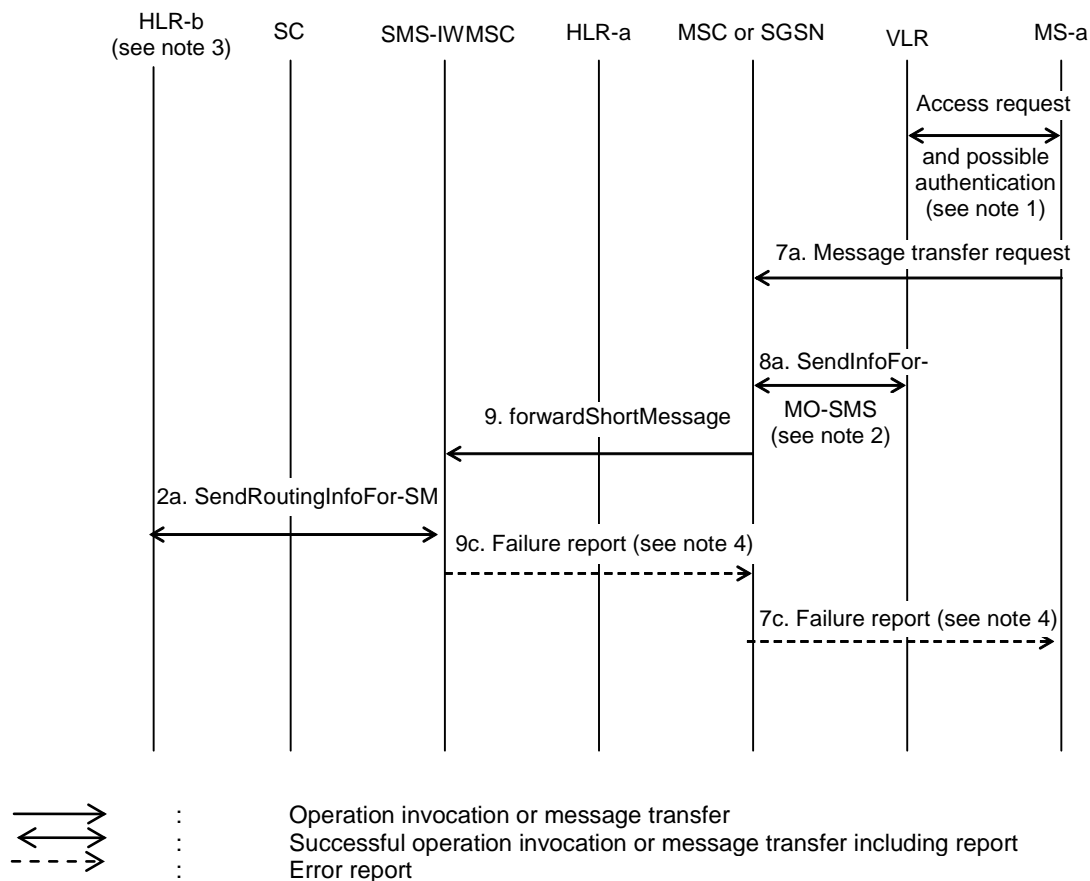 HLR-b
(see note 3)
SC
SMS-IWMSC
HLR-a
MSC or SGSN
VLR
MS-a
Access request
and possible
authentication
(see note 1)
7a. Message transfer request
8a. SendInfoFor-
MO-SMS
(see note 2)
9. forwardShortMessage
2a. SendRoutingInfoFor-SM
9c. Failure report (see note 4)
7c. Failure report (see note 4)
: Operation invocation or message transfer
: Successful operation invocation or message transfer including report
: Error report